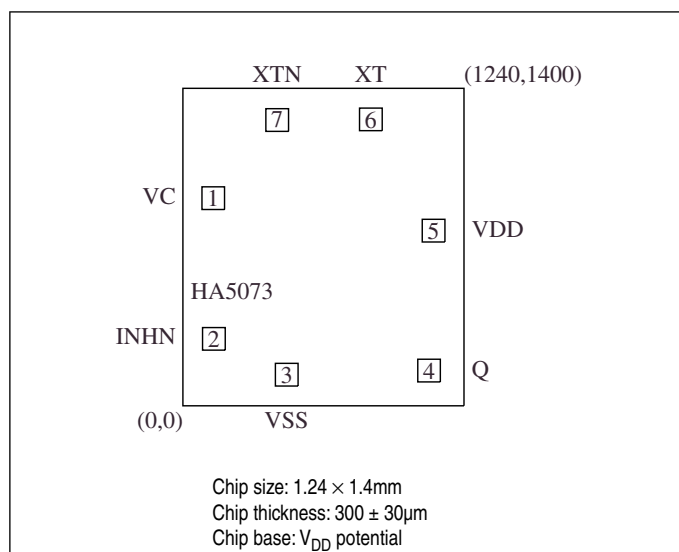 XTN XT (1240,1400)
7 6
VC 1
5 VDD
HA5073
INHN 2
3 4 Q
(0,0) VSS
Chip size: 1.24 × 1.4mm
Chip thickness: 300 ± 30μm
Chip base: VDD potential